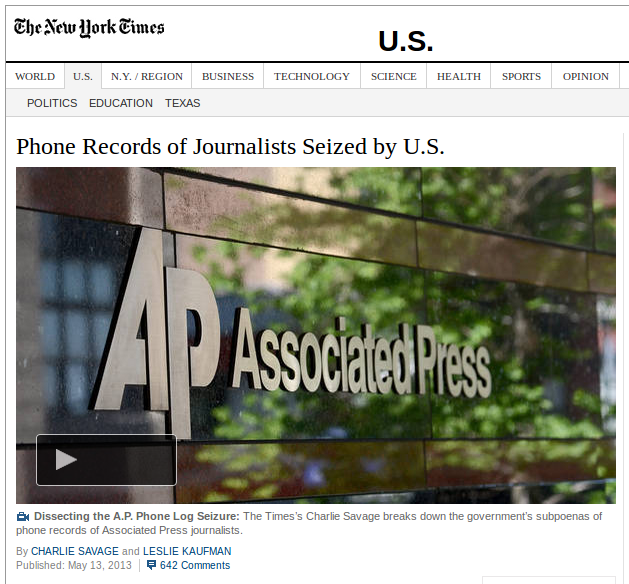 The New York Times
U.S.
WORLD U.S. N.Y. / REGION BUSINESS TECHNOLOGY SCIENCE HEALTH SPORTS OPINION
POLITICS EDUCATION TEXAS
Phone Records of Journalists Seized by U.S.
AP Associated Press
Dissecting the A.P. Phone Log Seizure: The Times's Charlie Savage breaks down the government's subpoenas of
phone records of Associated Press journalists.
By CHARLIE SAVAGE and LESLIE KAUFMAN
Published: May 13, 2013 642 Comments